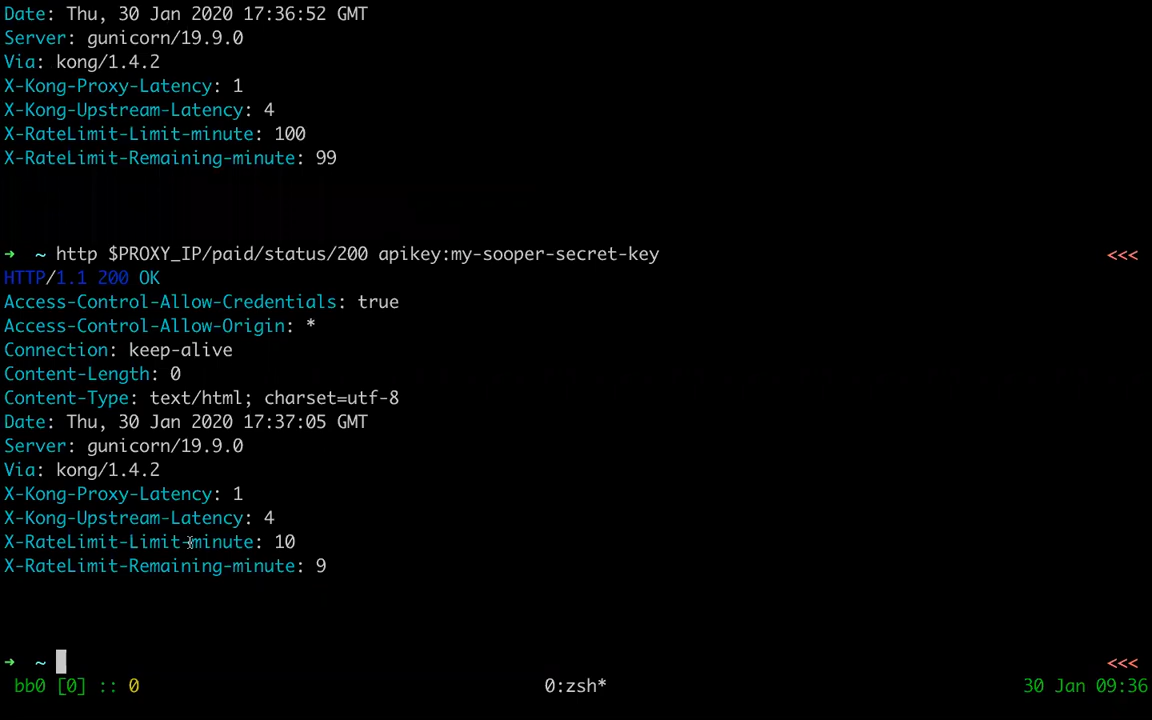 Date: Thu, 30 Jan 2020 17:36:52 GMT
Server: gunicorn/19.9.0
Via: kong/1.4.2
X-Kong-Proxy-Latency: 1
X-Kong-Upstream-Latency: 4
X-RateLimit-Limit-minute: 100
X-RateLimit-Remaining-minute: 99
→ ~ http $PROXY_IP/paid/status/200 apikey:my-sooper-secret-key <<<
HTTP/1.1 200 OK
Access-Control-Allow-Credentials: true
Access-Control-Allow-Origin: *
Connection: keep-alive
Content-Length: 0
Content-Type: text/html; charset=utf-8
Date: Thu, 30 Jan 2020 17:37:05 GMT
Server: gunicorn/19.9.0
Via: kong/1.4.2
X-Kong-Proxy-Latency: 1
X-Kong-Upstream-Latency: 4
X-RateLimit-Limit-minute: 10
X-RateLimit-Remaining-minute: 9
→ ~ <<<
bb0 [0] :: 0 0:zsh* 30 Jan 09:36